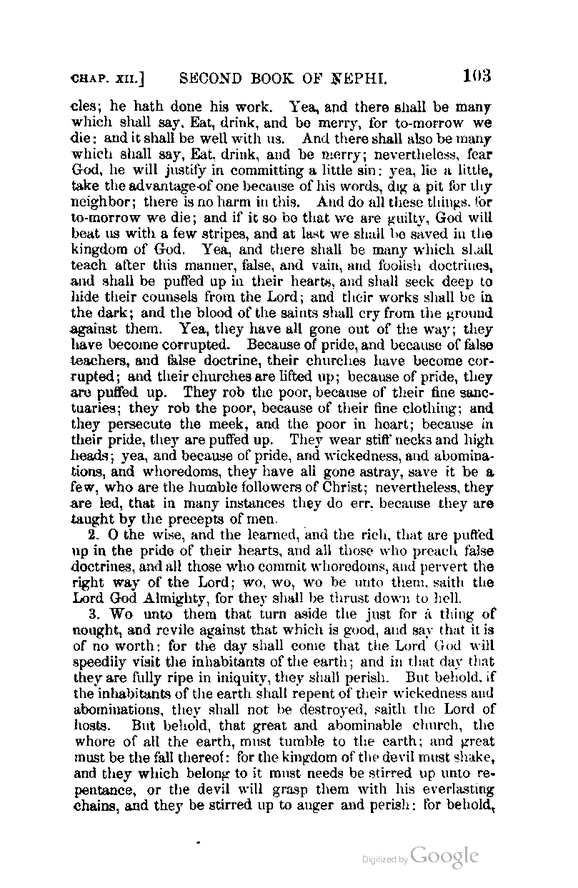 CHAP. XII.] SECOND BOOK OF NEPHI. 103
cles; he hath done his work. Yea, and there shall be many
which shall say, Eat, drink, and be merry, for to-morrow we
die: and it shall be well with us. And there shall also be many
which shall say, Eat, drink, and be merry; nevertheless, fear
God, he will justify in committing a little sin: yea, lie a little,
take the advantage of one because of his words, dig a pit for thy
neighbor; there is no harm in this. And do all these things, for
to-morrow we die; and if it so bo that we are guilty, God will
beat us with a few stripes, and at last we shall be saved in the
kingdom of God. Yea, and there shall be many which shall
teach after this manner, false, and vain, and foolish doctrines,
and shall be puffed up in their hearts, and shall seek deep to
hide their counsels from the Lord; and their works shall be in
the dark; and the blood of the saints shall cry from the ground
against them. Yea, they have all gone out of the way; they
have become corrupted. Because of pride, and because of false
teachers, and false doctrine, their churches have become cor-
rupted; and their churches are lifted up; because of pride, they
are puffed up. They rob the poor, because of their fine sanc-
tuaries; they rob the poor, because of their fine clothing; and
they persecute the meek, and the poor in heart; because in
their pride, they are puffed up. They wear stiff necks and high
heads; yea, and because of pride, and wickedness, and abomina-
tions, and whoredoms, they have all gone astray, save it be a
few, who are the humble followers of Christ; nevertheless, they
are led, that in many instances they do err, because they are
taught by the precepts of men.
2. O the wise, and the learned, and the rich, that are puffed
up in the pride of their hearts, and all those who preach false
doctrines, and all those who commit whoredoms, and pervert the
right way of the Lord; wo, wo, wo be unto them, saith the
Lord God Almighty, for they shall be thrust down to hell.
3. Wo unto them that turn aside the just for a thing of
nought, and revile against that which is good, and say that it is
of no worth: for the day shall come that the Lord God will
speedily visit the inhabitants of the earth; and in that day that
they are fully ripe in iniquity, they shall perish. But behold, if
the inhabitants of the earth shall repent of their wickedness and
abominations, they shall not be destroyed, saith the Lord of
hosts. But behold, that great and abominable church, the
whore of all the earth, must tumble to the earth; and great
must be the fall thereof: for the kingdom of the devil must shake,
and they which belong to it must needs be stirred up unto re-
pentance, or the devil will grasp them with his everlasting
chains, and they be stirred up to anger and perish: for behold,
Digitized by Google